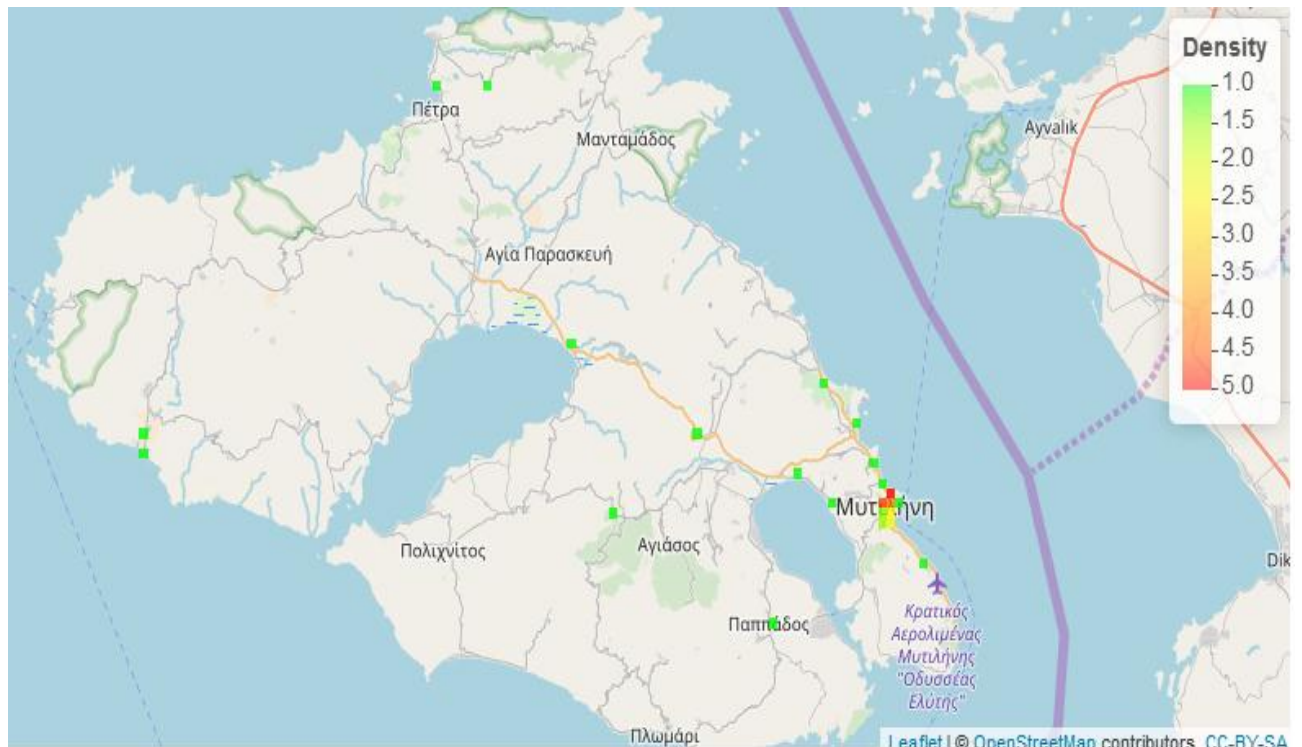 Πέτρα
Μανταμάδος
Ayvalık
Αγία Παρασκευή
Πολιχνίτος
Αγιάσος
Μυτιλήνη
Παππάδος
Πλωμάρι
Κρατικός
Αερολιμένας
Μυτιλήνης
"Οδυσσέας
Ελύτης"
Dik
Density
1.0
1.5
2.0
2.5
3.0
3.5
4.0
4.5
5.0
Leaflet | © OpenStreetMap contributors, CC-BY-SA